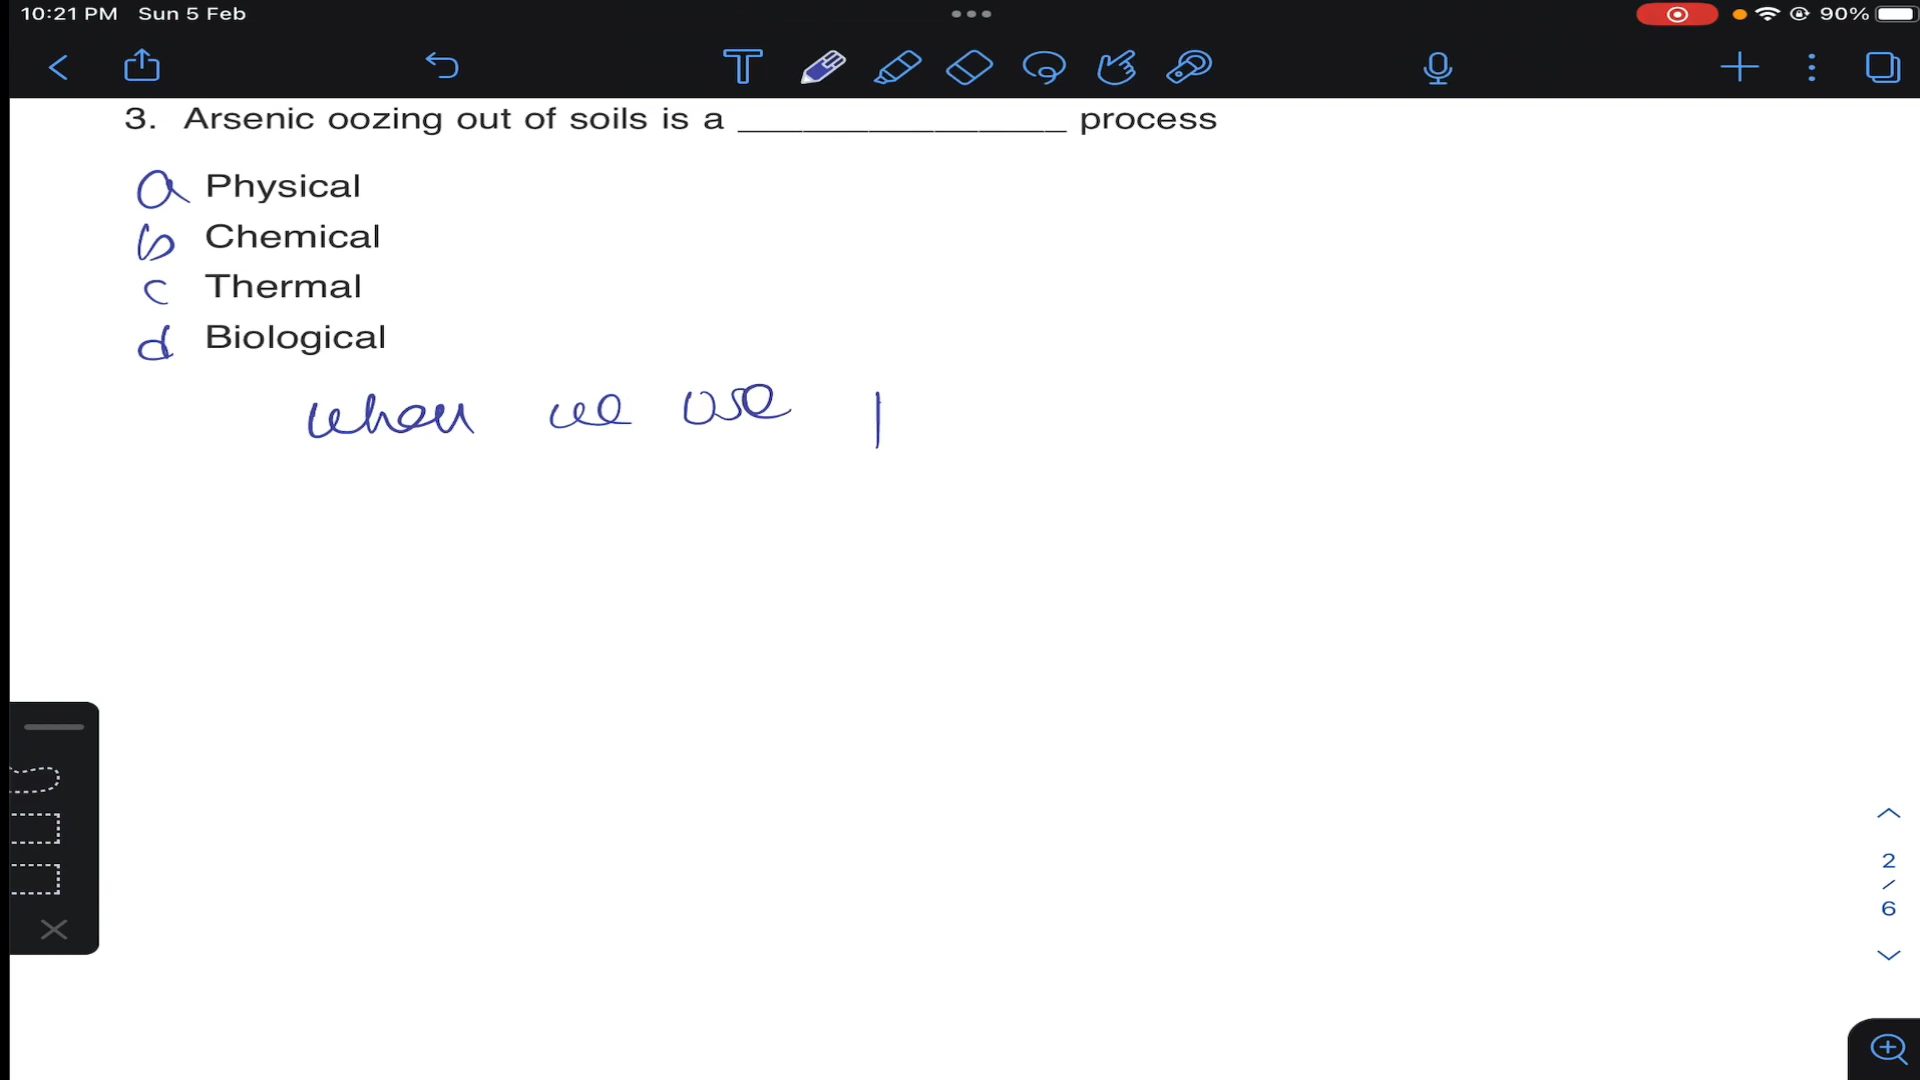 10:21 PM Sun 5 Feb 90%
T
3. Arsenic oozing out of soils is a _______________ process
a Physical
b Chemical
c Thermal
d Biological
when we use
2
/
6